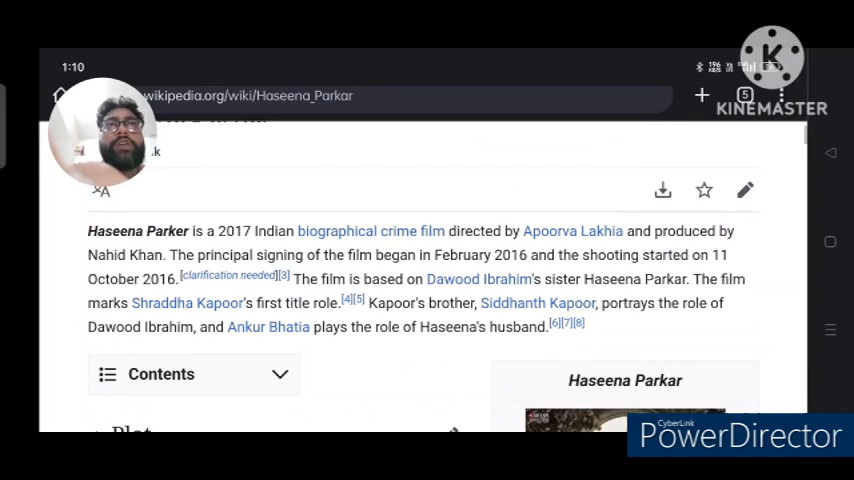 1:10
KINEMASTER
wikipedia.org/wiki/Haseena_Parkar
5
Haseena Parker is a 2017 Indian biographical crime film directed by Apoorva Lakhia and produced by
Nahid Khan. The principal signing of the film began in February 2016 and the shooting started on 11
October 2016.[clarification needed][3] The film is based on Dawood Ibrahim's sister Haseena Parkar. The film
marks Shraddha Kapoor's first title role.[4][5] Kapoor's brother, Siddhanth Kapoor, portrays the role of
Dawood Ibrahim, and Ankur Bhatia plays the role of Haseena's husband.[6][7][8]
Contents
Haseena Parkar
CyberLink
PowerDirector